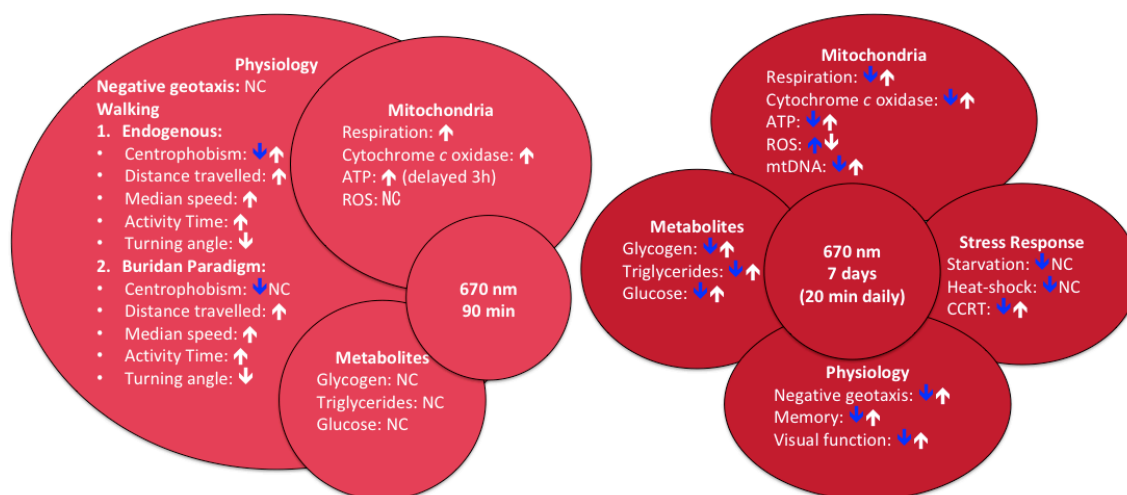 Physiology
Negative geotaxis: NC
Walking
1. Endogenous:
• Centrophobism: ↓↑
• Distance travelled: ↑
• Median speed: ↑
• Activity Time: ↑
• Turning angle: ↓
2. Buridan Paradigm:
• Centrophobism: ↓NC
• Distance travelled: ↑
• Median speed: ↑
• Activity Time: ↑
• Turning angle: ↓
Mitochondria
Respiration: ↑
Cytochrome c oxidase: ↑
ATP: ↑ (delayed 3h)
ROS: NC
670 nm
90 min
Metabolites
Glycogen: NC
Triglycerides: NC
Glucose: NC
Mitochondria
Respiration: ↓↑
Cytochrome c oxidase: ↓↑
ATP: ↓↑
ROS: ↑↓
mtDNA: ↓↑
Metabolites
Glycogen: ↓↑
Triglycerides: ↓↑
Glucose: ↓↑
670 nm
7 days
(20 min daily)
Stress Response
Starvation: ↓NC
Heat-shock: ↓NC
CCRT: ↓↑
Physiology
Negative geotaxis: ↓↑
Memory: ↓↑
Visual function: ↓↑